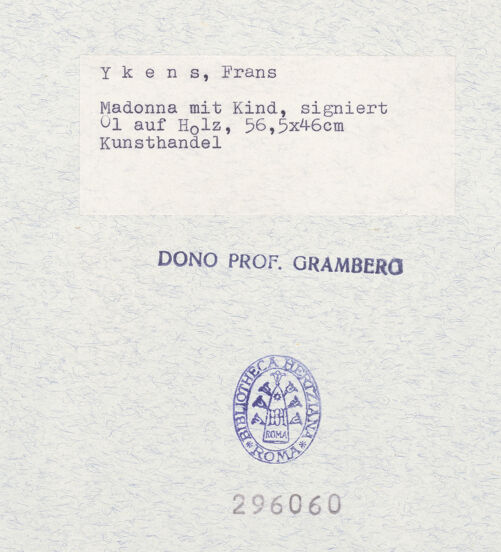 Y k e n s, Frans
Madonna mit Kind, signiert
Öl auf Holz, 56,5x46cm
Kunsthandel
DONO PROF. GRAMBERG
BIBLIOTHECA HERTZIANA
ROMA
* ROMA *
296060